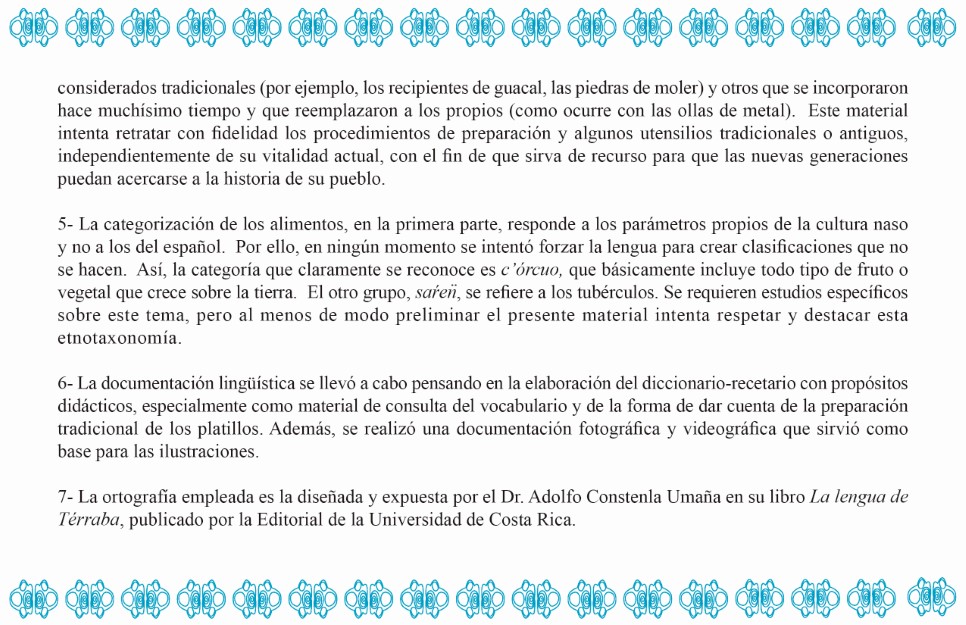 considerados tradicionales (por ejemplo, los recipientes de guacal, las piedras de moler) y otros que se incorporaron
hace muchísimo tiempo y que reemplazaron a los propios (como ocurre con las ollas de metal).  Este material
intenta retratar con fidelidad los procedimientos de preparación y algunos utensilios tradicionales o antiguos,
independientemente de su vitalidad actual, con el fin de que sirva de recurso para que las nuevas generaciones
puedan acercarse a la historia de su pueblo.
5- La categorización de los alimentos, en la primera parte, responde a los parámetros propios de la cultura naso
y no a los del español.  Por ello, en ningún momento se intentó forzar la lengua para crear clasificaciones que no
se hacen.  Así, la categoría que claramente se reconoce es c’órcuo, que básicamente incluye todo tipo de fruto o
vegetal que crece sobre la tierra.  El otro grupo, saŕen̈, se refiere a los tubérculos. Se requieren estudios específicos
sobre este tema, pero al menos de modo preliminar el presente material intenta respetar y destacar esta
etnotaxonomía.
6- La documentación lingüística se llevó a cabo pensando en la elaboración del diccionario-recetario con propósitos
didácticos, especialmente como material de consulta del vocabulario y de la forma de dar cuenta de la preparación
tradicional de los platillos. Además, se realizó una documentación fotográfica y videográfica que sirvió como
base para las ilustraciones.
7- La ortografía empleada es la diseñada y expuesta por el Dr. Adolfo Constenla Umaña en su libro La lengua de
Térraba, publicado por la Editorial de la Universidad de Costa Rica.